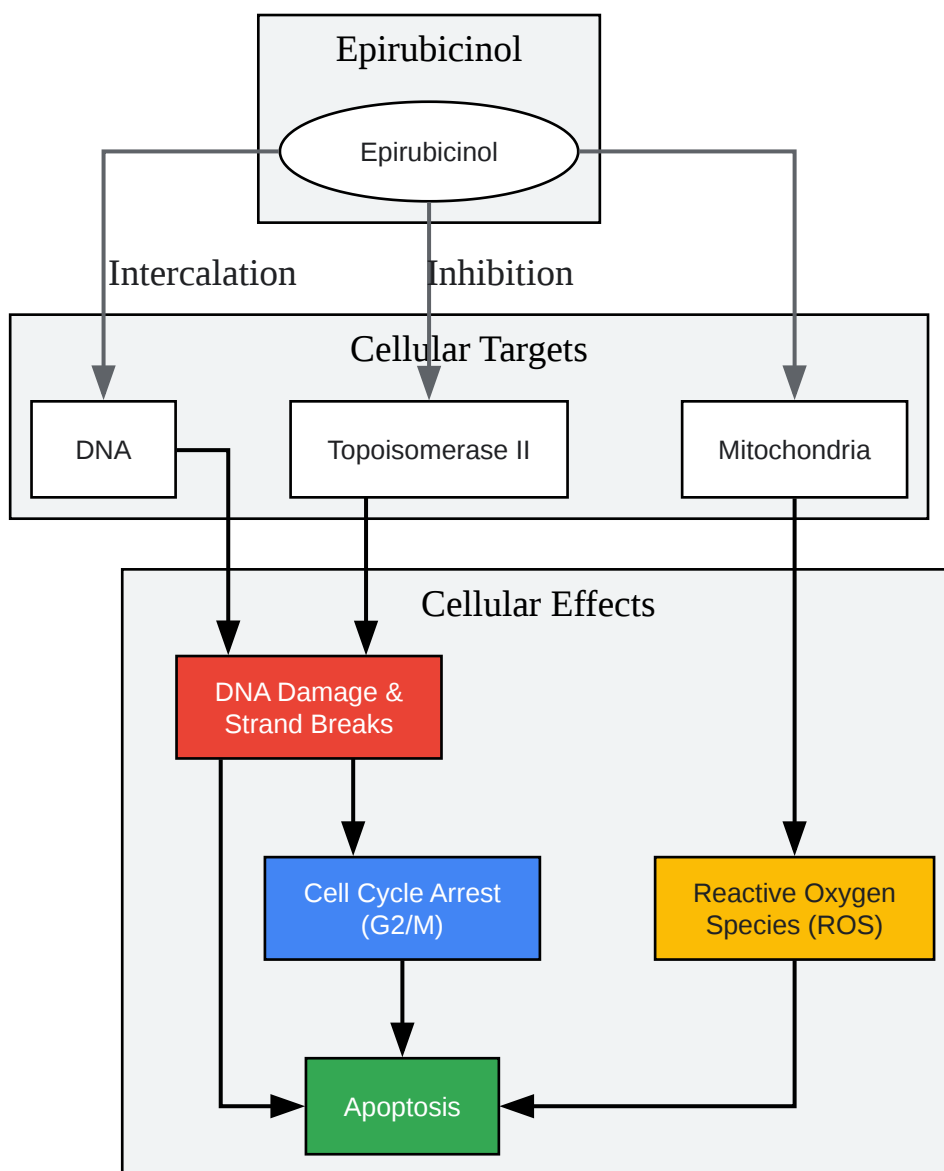 Epirubicinol
Epirubicinol
Intercalation
Inhibition
Cellular Targets
DNA
Topoisomerase II
Mitochondria
Cellular Effects
DNA Damage &
Strand Breaks
Cell Cycle Arrest
(G2/M)
Reactive Oxygen
Species (ROS)
Apoptosis